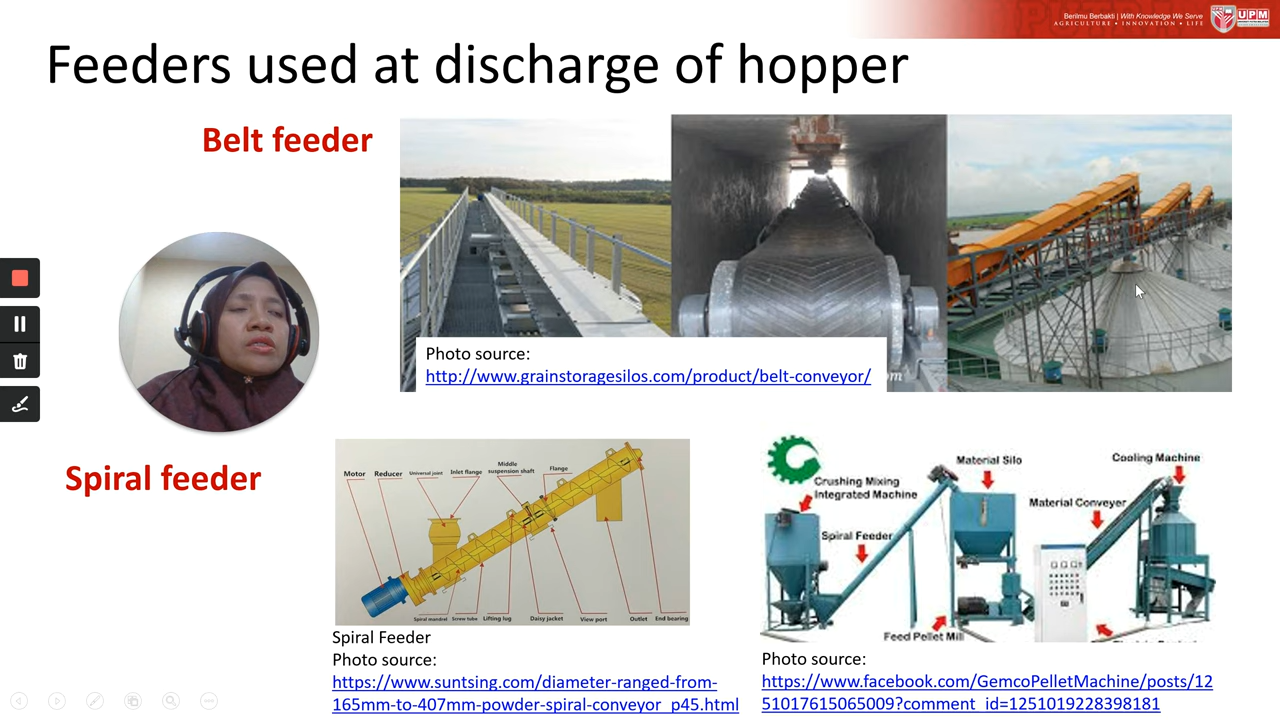 Berilmu Berbakti | With Knowledge We Serve
AGRICULTURE • INNOVATION • LIFE
UPM
Feeders used at discharge of hopper
Belt feeder
Photo source:
http://www.grainstoragesilos.com/product/belt-conveyor/
om
Spiral feeder
Motor
Reducer
Universal joint
Inlet flange
Middle
suspension shaft
Flange
Spiral mandrel
Screw tube
Lifting lug
Daisy jacket
View port
Outlet
End bearing
Spiral Feeder
Photo source:
https://www.suntsing.com/diameter-ranged-from-
165mm-to-407mm-powder-spiral-conveyor_p45.html
Crushing Mixing
Integrated Machine
Spiral Feeder
Material Silo
Cooling Machine
Material Conveyer
Feed Pellet Mill
Photo source:
https://www.facebook.com/GemcoPelletMachine/posts/12
51017615065009?comment_id=1251019228398181